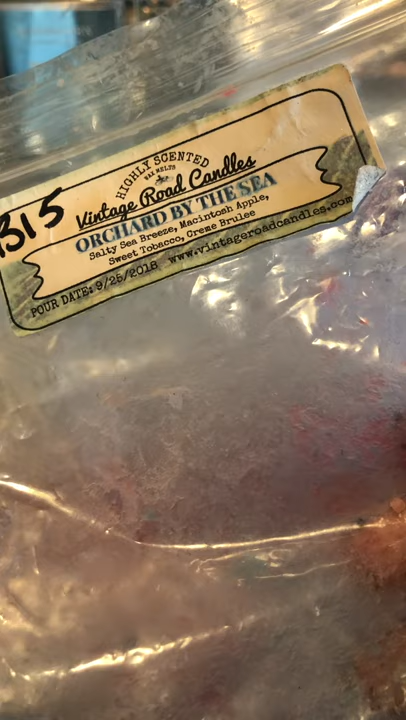 HIGHLY SCENTED
WAX MELTS
Vintage Road Candles
B15
ORCHARD BY THE SEA
Salty Sea Breeze, Macintosh Apple,
Sweet Tobacco, Creme Brulee
www.vintageroadcandles.com
POUR DATE: 9/25/2018